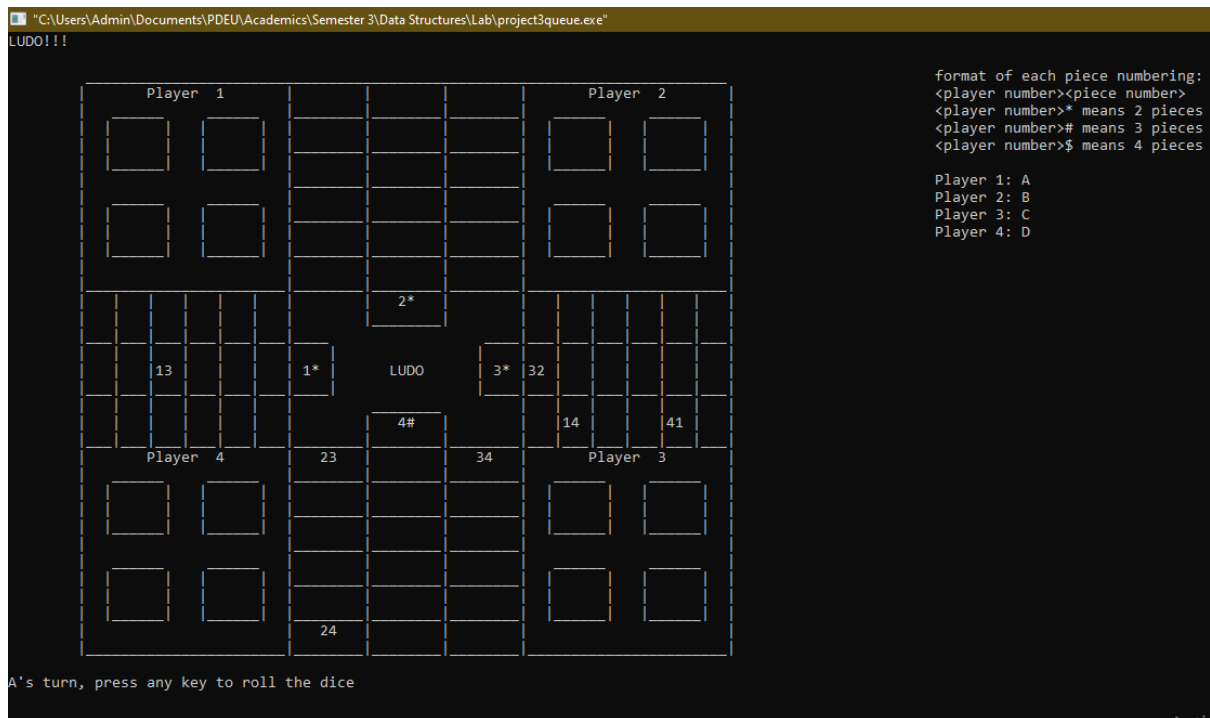 "C:\Users\Admin\Documents\PDEU\Academics\Semester 3\Data Structures\Lab\project3queue.exe"
LUDO!!!
format of each piece numbering:
Player 1 Player 2 <player number><piece number>
<player number>* means 2 pieces
<player number># means 3 pieces
<player number>$ means 4 pieces
Player 1: A
Player 2: B
Player 3: C
Player 4: D
2*
13 1* LUDO 3* 32
4# 14 41
Player 4 23 34 Player 3
24
A's turn, press any key to roll the dice